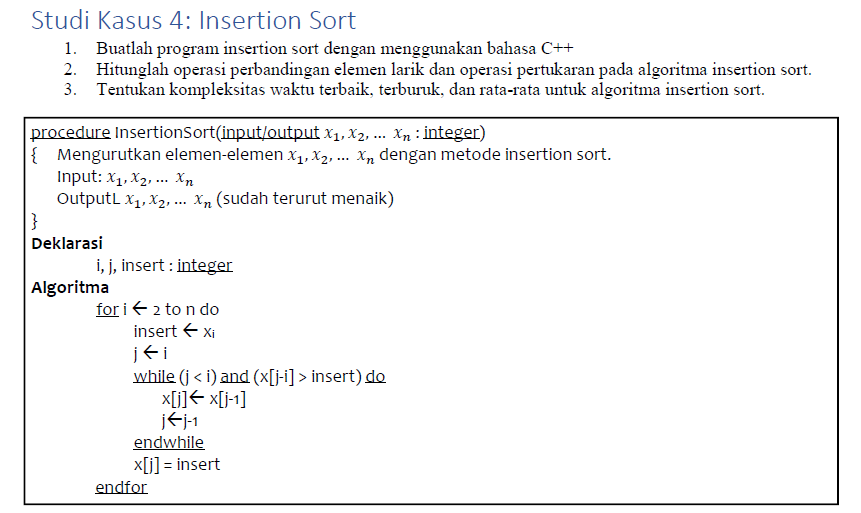 Studi Kasus 4: Insertion Sort
1. Buatlah program insertion sort dengan menggunakan bahasa C++
2. Hitunglah operasi perbandingan elemen larik dan operasi pertukaran pada algoritma insertion sort.
3. Tentukan kompleksitas waktu terbaik, terburuk, dan rata-rata untuk algoritma insertion sort.
procedure InsertionSort(input/output x₁, x₂, ... xₙ : integer)
{ Mengurutkan elemen-elemen x₁, x₂, ... xₙ dengan metode insertion sort.
Input: x₁, x₂, ... xₙ
OutputL x₁, x₂, ... xₙ (sudah terurut menaik)
}
Deklarasi
i, j, insert : integer
Algoritma
for i ← 2 to n do
insert ← xᵢ
j ← i
while (j < i) and (x[j-i] > insert) do
x[j]← x[j-1]
j←j-1
endwhile
x[j] = insert
endfor